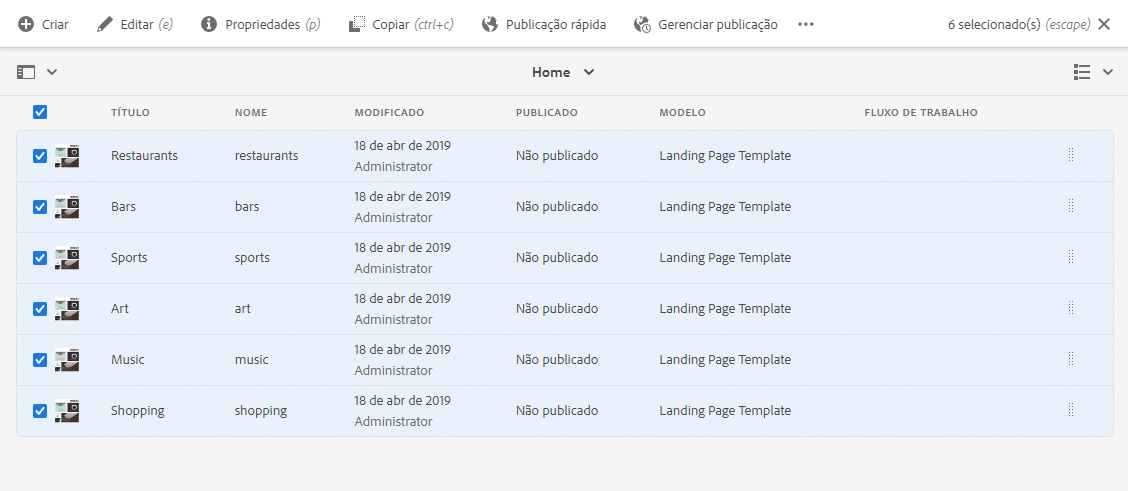 Criar Editar (e) Propriedades (p) Copiar (ctrl+c) Publicação rápida Gerenciar publicação 6 selecionado(s) (escape)
Home
TÍTULO NOME MODIFICADO PUBLICADO MODELO FLUXO DE TRABALHO
Restaurants restaurants 18 de abr de 2019 Não publicado Landing Page Template
Administrator
Bars bars 18 de abr de 2019 Não publicado Landing Page Template
Administrator
Sports sports 18 de abr de 2019 Não publicado Landing Page Template
Administrator
Art art 18 de abr de 2019 Não publicado Landing Page Template
Administrator
Music music 18 de abr de 2019 Não publicado Landing Page Template
Administrator
Shopping shopping 18 de abr de 2019 Não publicado Landing Page Template
Administrator